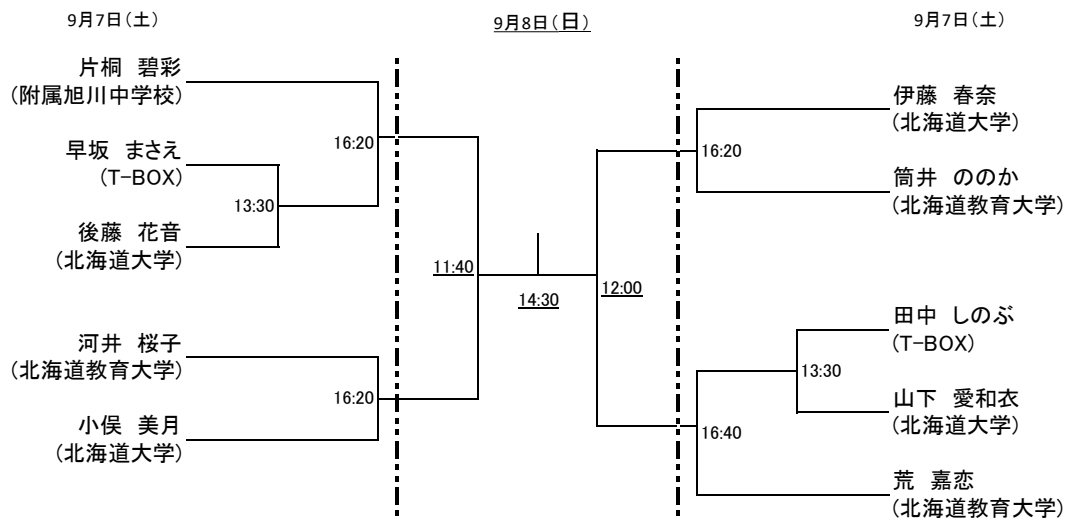 9月7日（土）
9月8日（日）
9月7日（土）
片桐　碧彩
(附属旭川中学校)
早坂　まさえ
(T-BOX)
後藤　花音
(北海道大学)
河井　桜子
(北海道教育大学)
小俣　美月
(北海道大学)
16:20
13:30
16:20
11:40
14:30
12:00
16:20
13:30
16:40
伊藤　春奈
(北海道大学)
筒井　ののか
(北海道教育大学)
田中　しのぶ
(T-BOX)
山下　愛和衣
(北海道大学)
荒　嘉恋
(北海道教育大学)